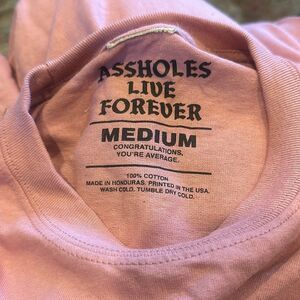 ASSHOLES
LIVE
FOREVER
MEDIUM
CONGRATULATIONS.
YOU'RE AVERAGE.
100% COTTON
MADE IN HONDURAS. PRINTED IN THE USA.
WASH COLD. TUMBLE DRY COLD.